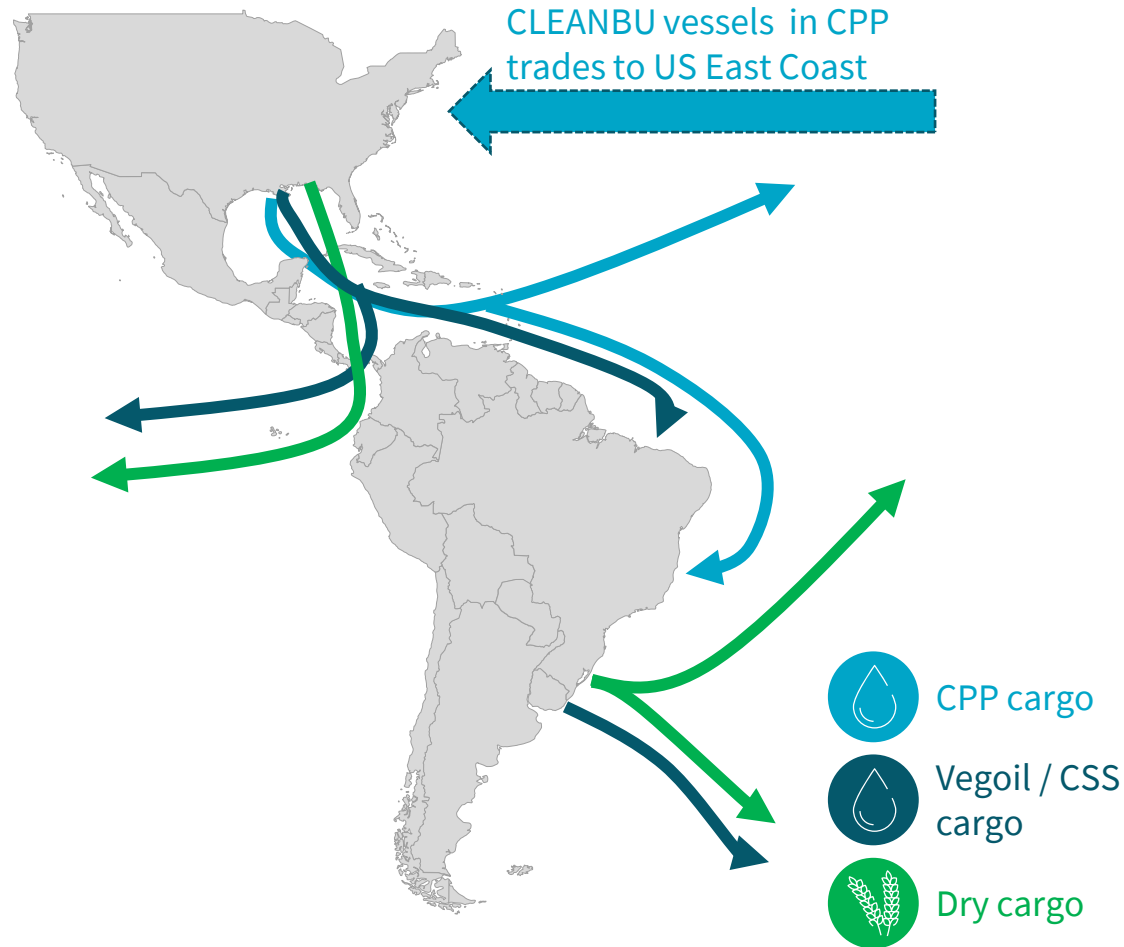 CLEANBU vessels in CPP
trades to US East Coast
CPP cargo
Vegoil / CSS
cargo
Dry cargo